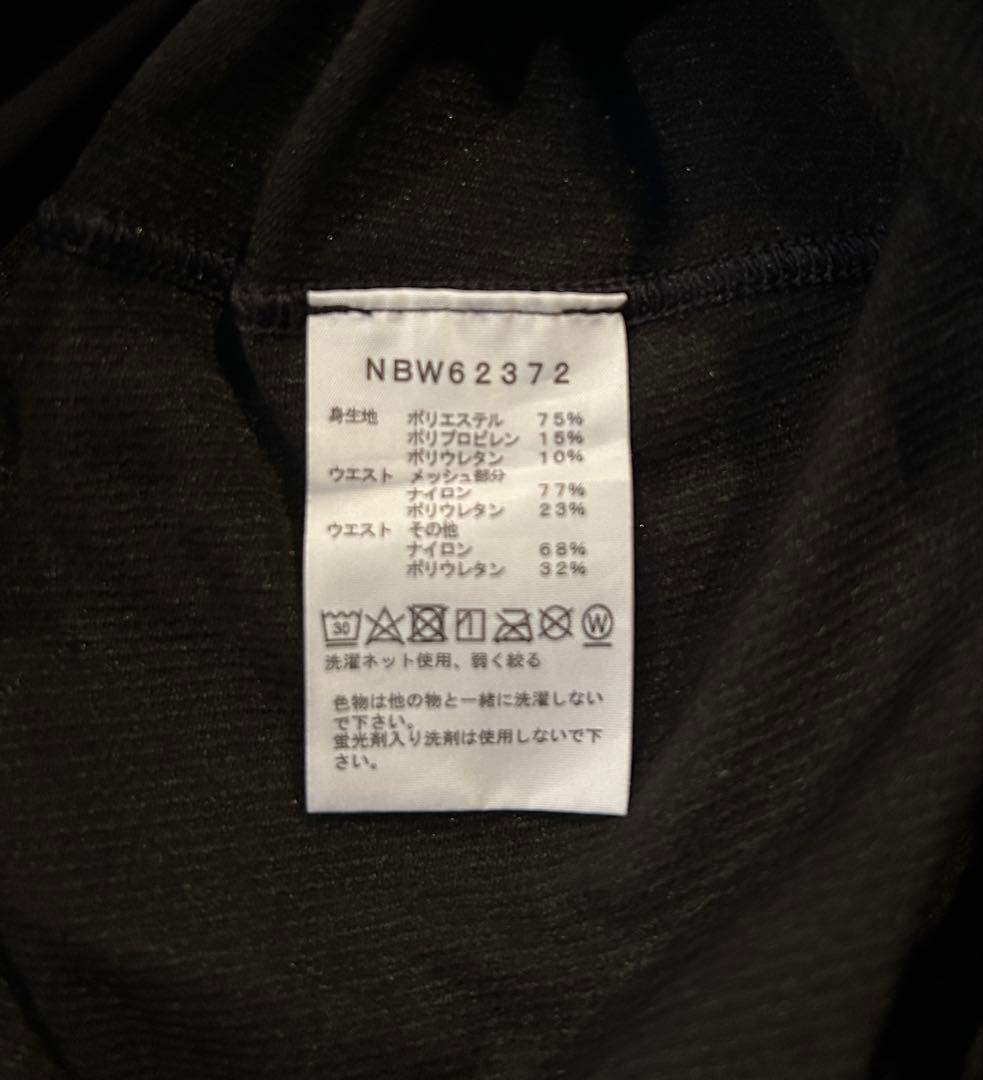 NBW62372
身生地 ポリエステル 75%
ポリプロピレン 15%
ポリウレタン 10%
ウエスト メッシュ部分
ナイロン 77%
ポリウレタン 23%
ウエスト その他
ナイロン 68%
ポリウレタン 32%
30 W
洗濯ネット使用、弱く絞る
色物は他の物と一緒に洗濯しない
で下さい。
蛍光剤入り洗剤は使用しないで下
さい。